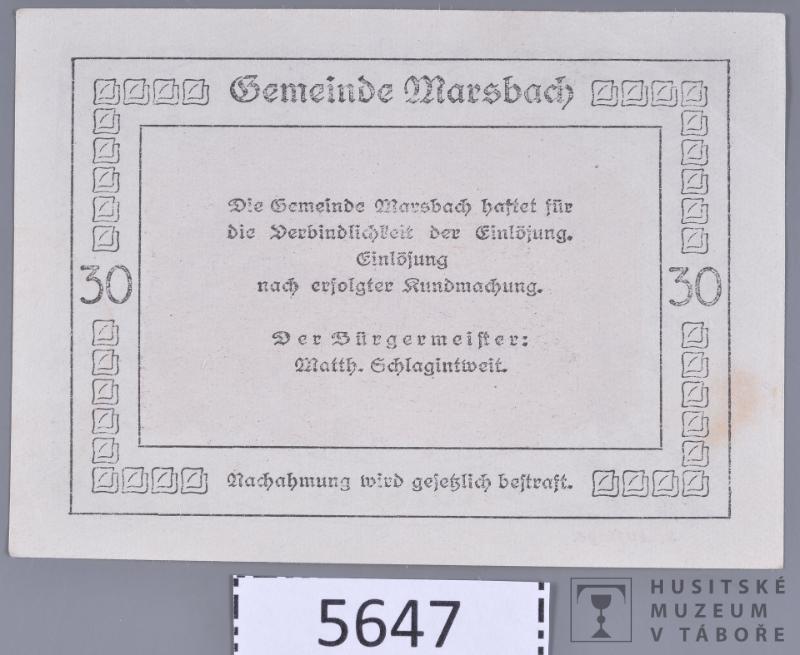 Gemeinde Marsbach
Die Gemeinde Marsbach haftet für
die Verbindlichkeit der Einlösung.
Einlösung
nach erfolgter Kundmachung.
30
30
Der Bürgermeister:
Matth. Schlagintweit.
Nachahmung wird gesetzlich bestraft.
5647
HUSITSKÉ
MUZEUM
V TÁBOŘE